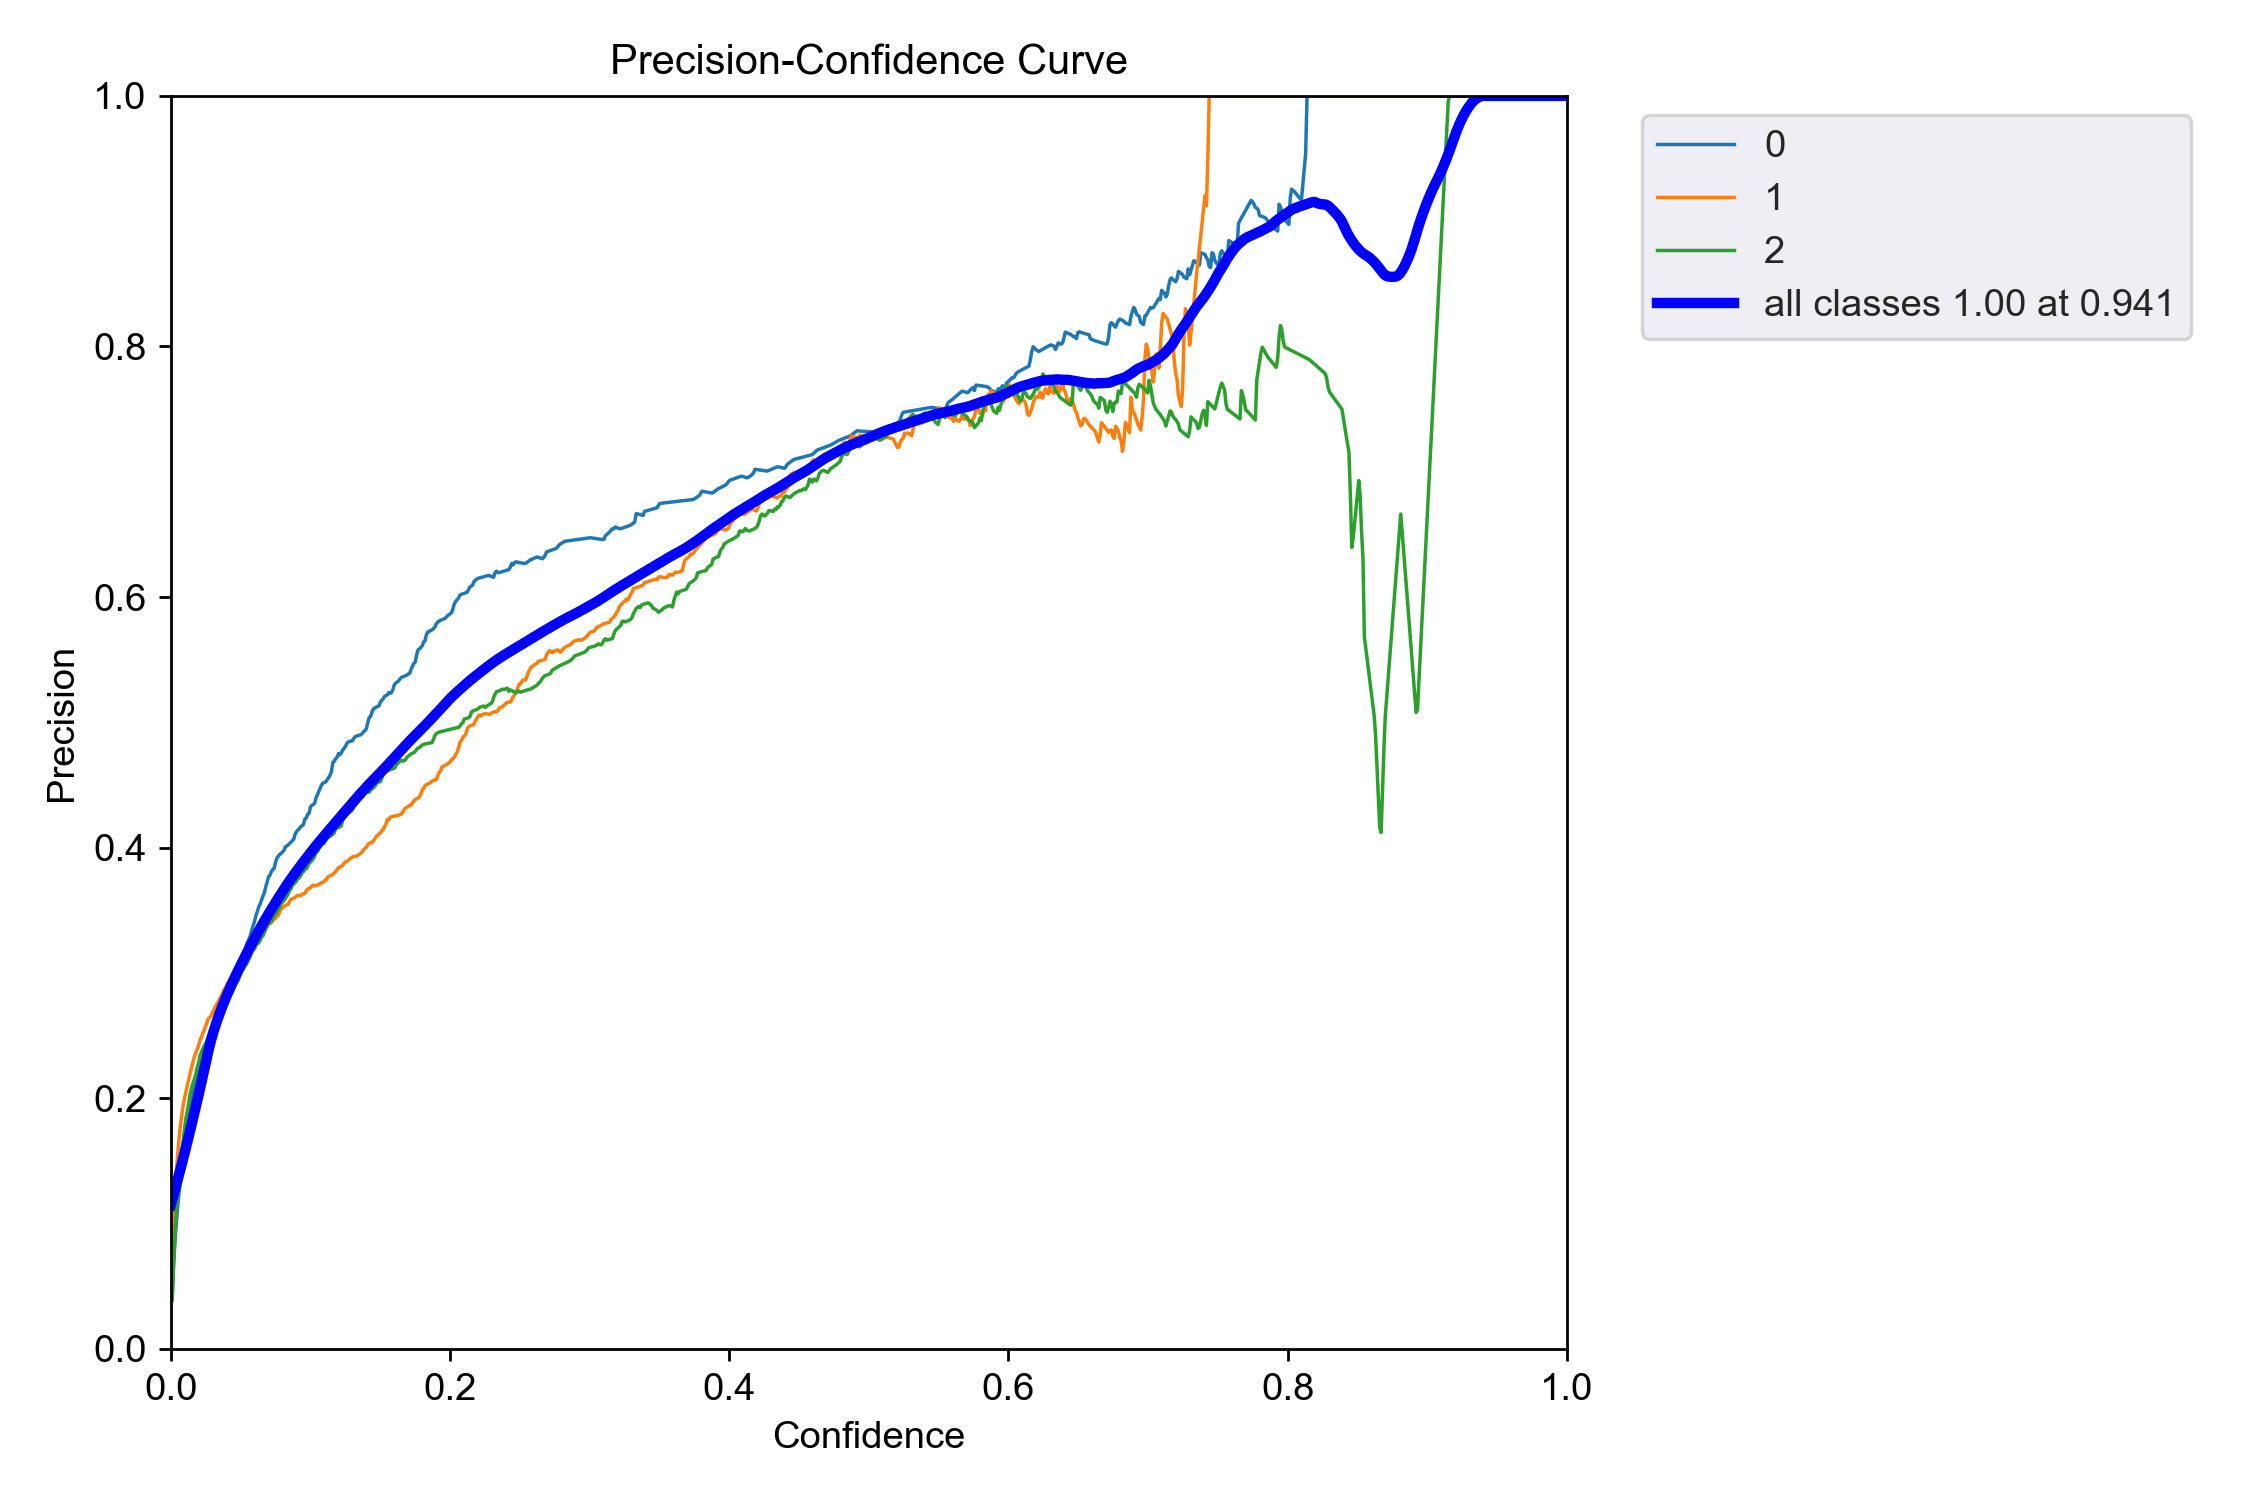 Precision-Confidence Curve
1.0
0.8
0.6
0.4
0.2
0.0
Precision
0.0 0.2 0.4 0.6 0.8 1.0
Confidence
0
1
2
all classes 1.00 at 0.941